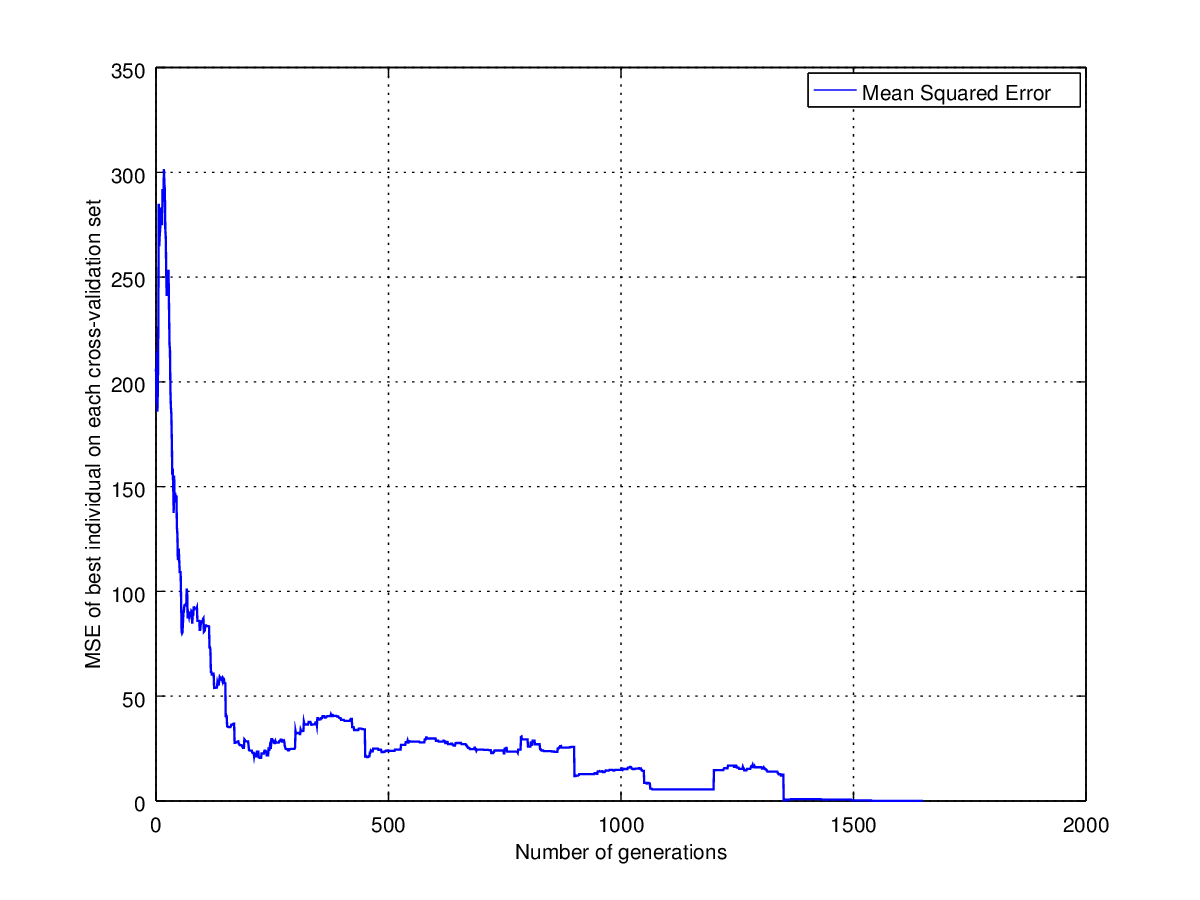 350
300
250
200
150
100
50
0
MSE of best individual on each cross-validation set
Mean Squared Error
0 500 1000 1500 2000
Number of generations